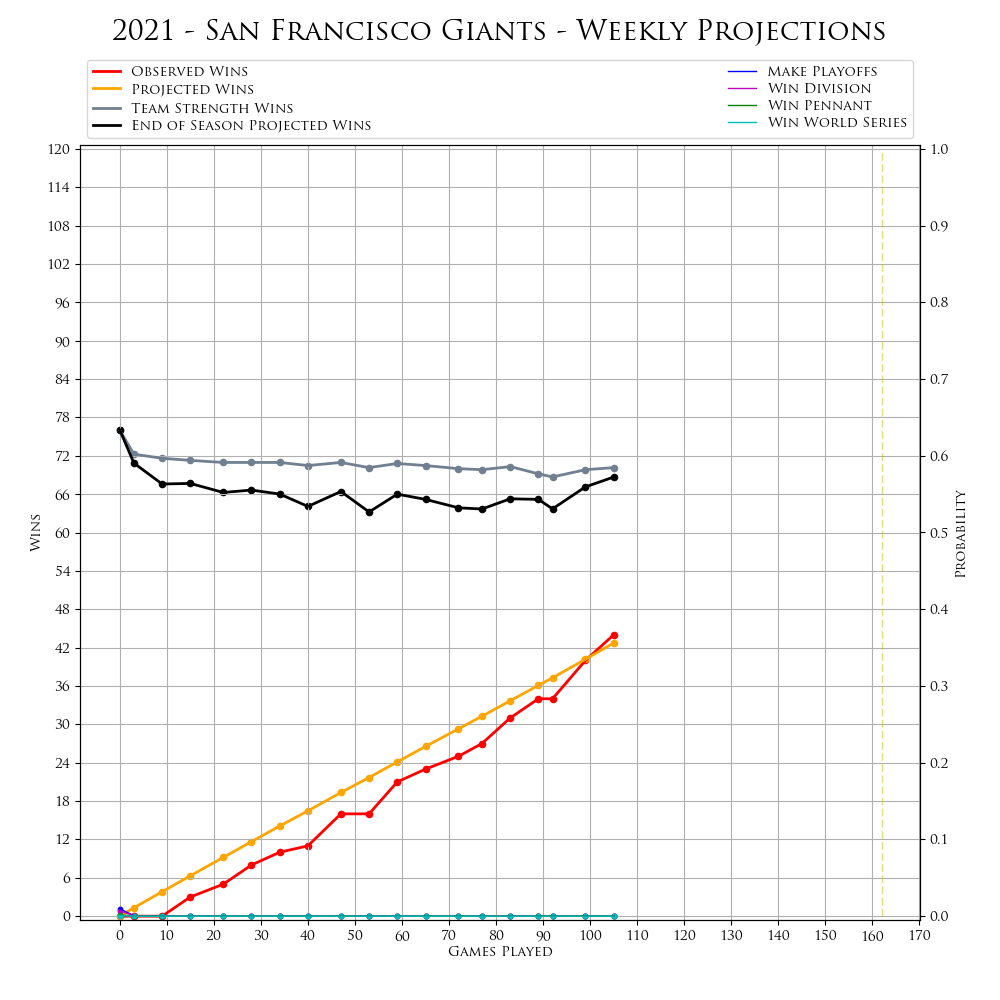 2021 - San Francisco Giants - Weekly Projections
Observed Wins
Projected Wins
Team Strength Wins
End of Season Projected Wins
Make Playoffs
Win Division
Win Pennant
Win World Series
120
114
108
102
96
90
84
78
72
66
60
54
48
42
36
30
24
18
12
6
0
Wins
1.0
0.9
0.8
0.7
0.6
0.5
0.4
0.3
0.2
0.1
0.0
Probability
0 10 20 30 40 50 60 70 80 90 100 110 120 130 140 150 160 170
Games Played